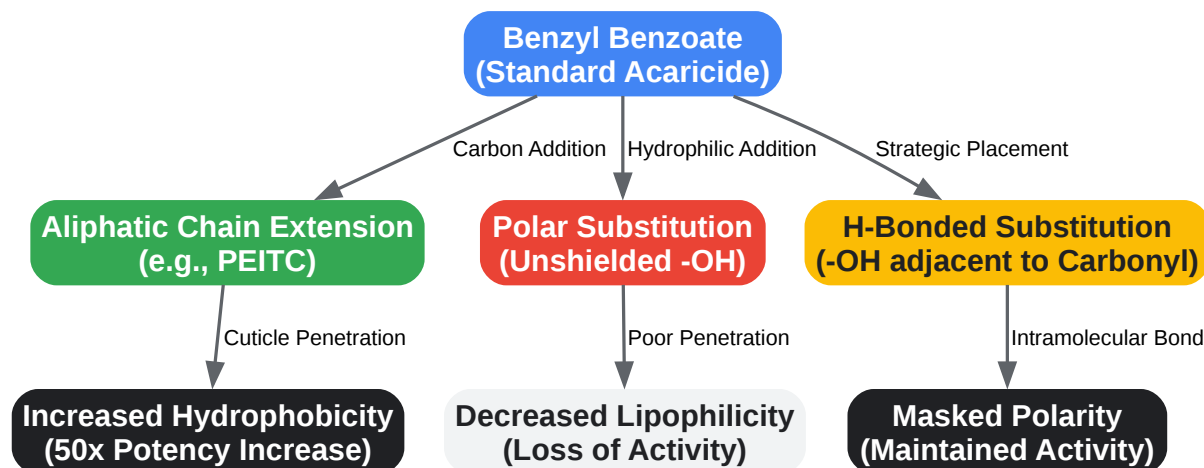 Benzyl Benzoate
(Standard Acaricide)
Carbon Addition
Hydrophilic Addition
Strategic Placement
Aliphatic Chain Extension
(e.g., PEITC)
Polar Substitution
(Unshielded -OH)
H-Bonded Substitution
(-OH adjacent to Carbonyl)
Cuticle Penetration
Poor Penetration
Intramolecular Bond
Increased Hydrophobicity
(50x Potency Increase)
Decreased Lipophilicity
(Loss of Activity)
Masked Polarity
(Maintained Activity)